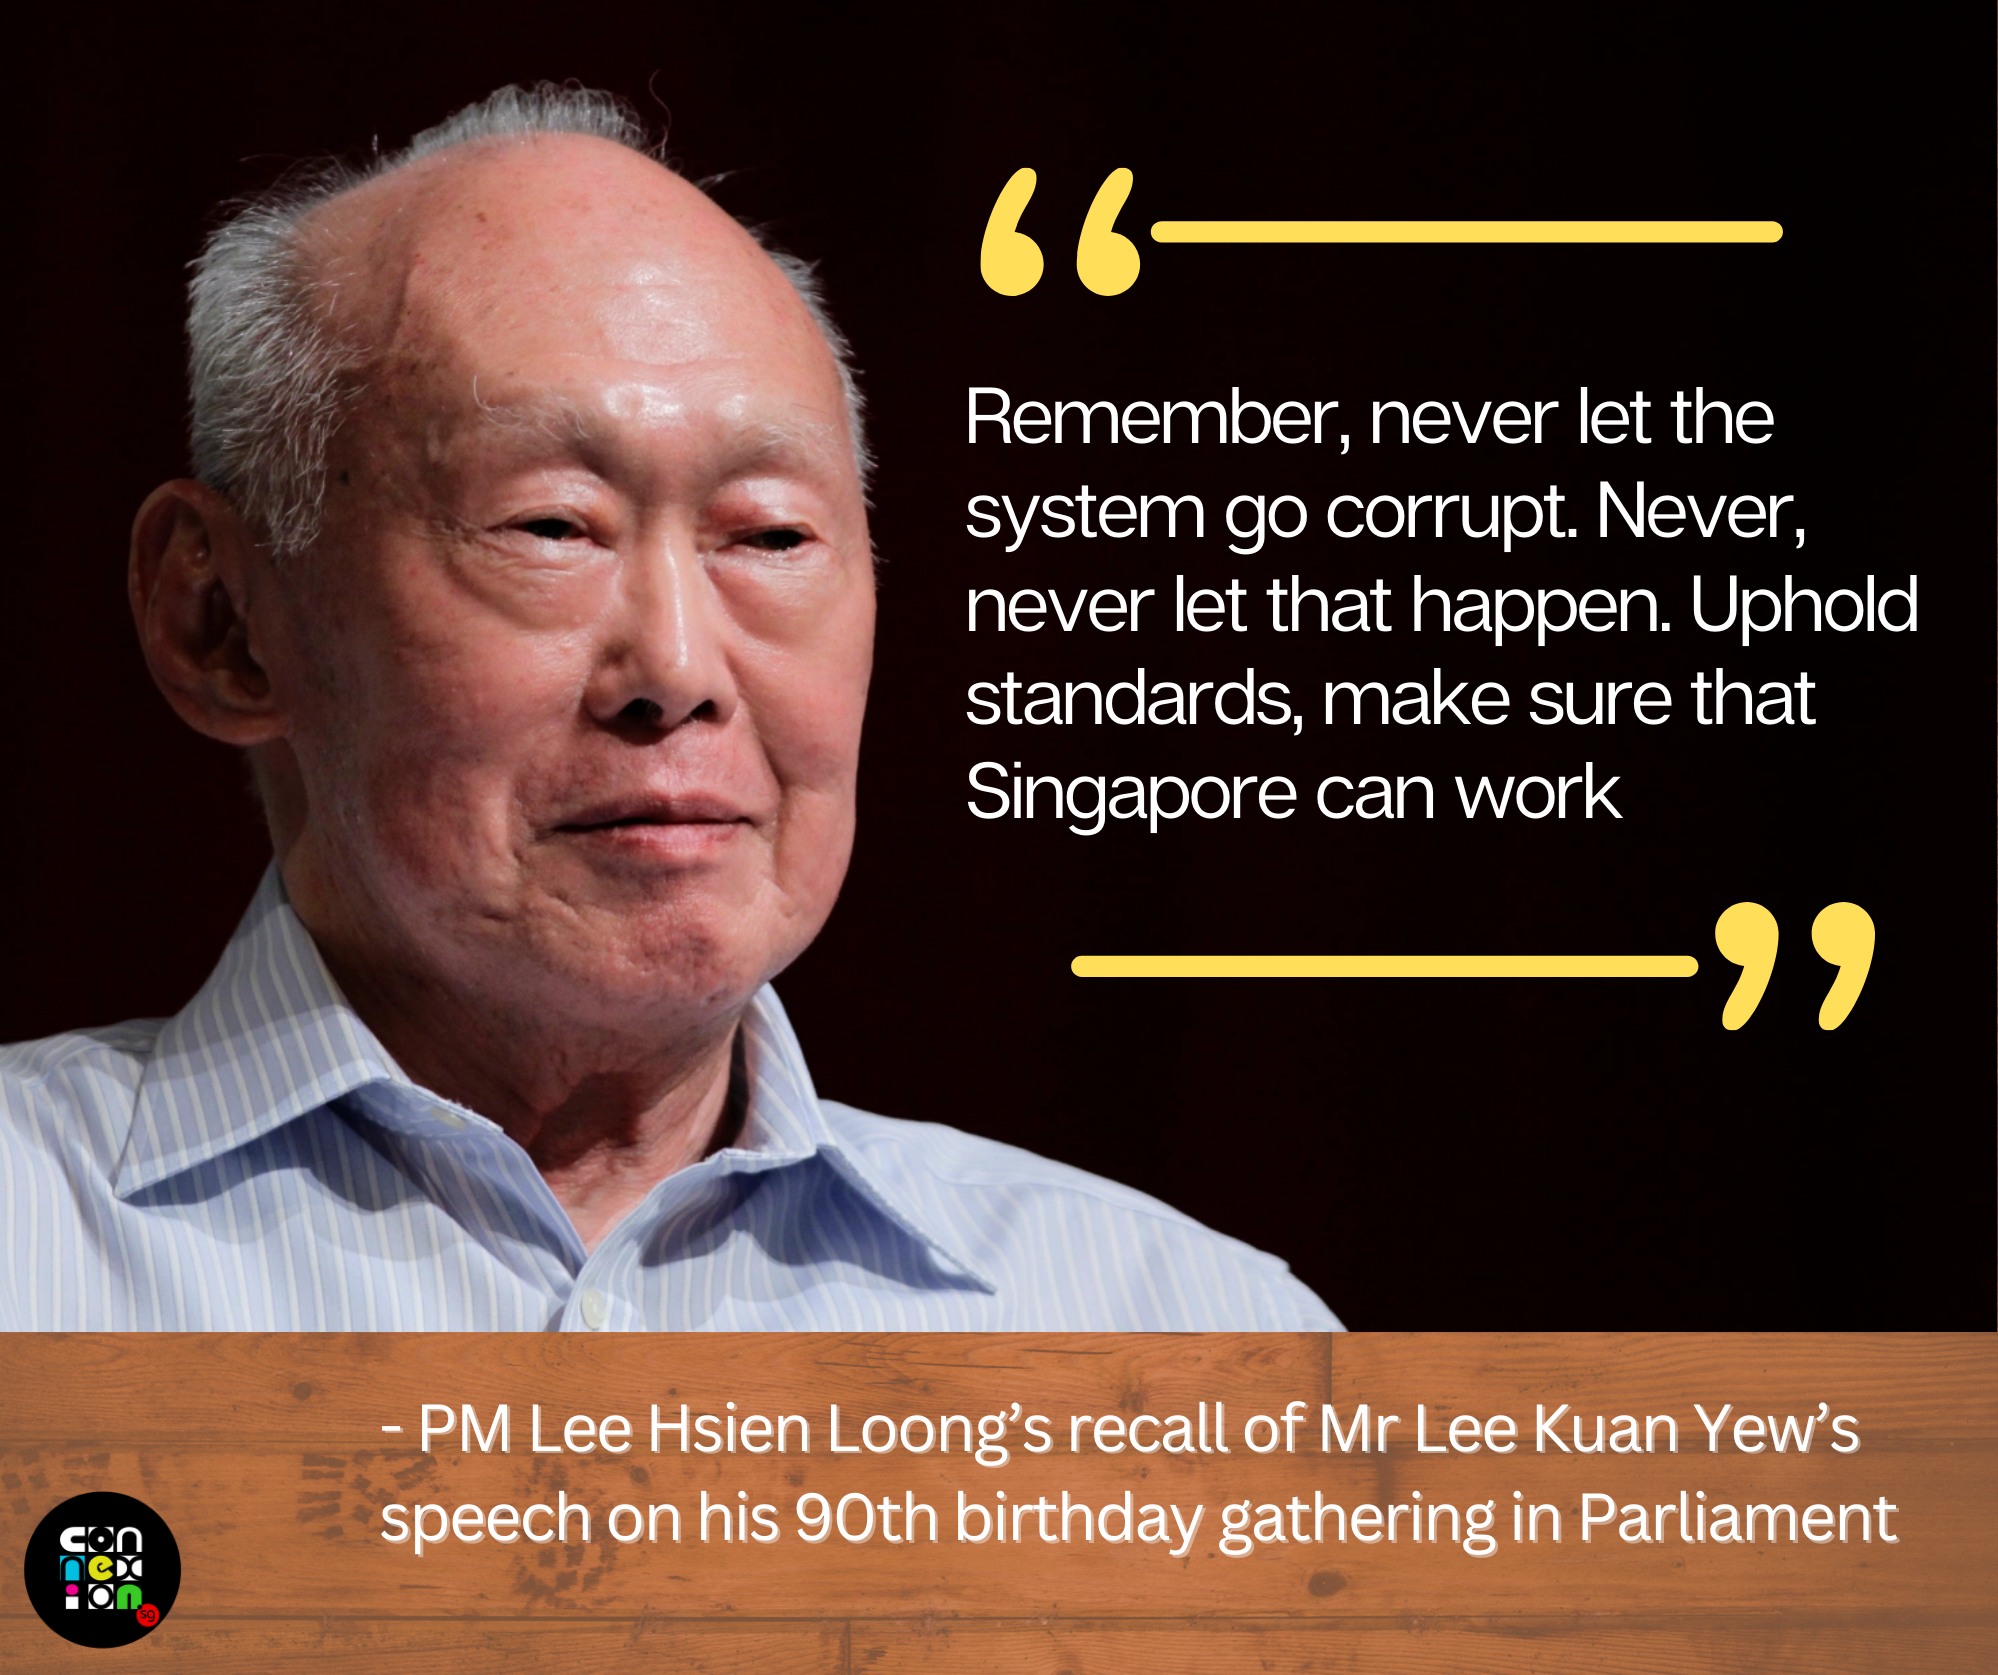 Remember, never let the
system go corrupt. Never,
never let that happen. Uphold
standards, make sure that
Singapore can work
- PM Lee Hsien Loong’s recall of Mr Lee Kuan Yew’s
speech on his 90th birthday gathering in Parliament
con
nex
ion
sg